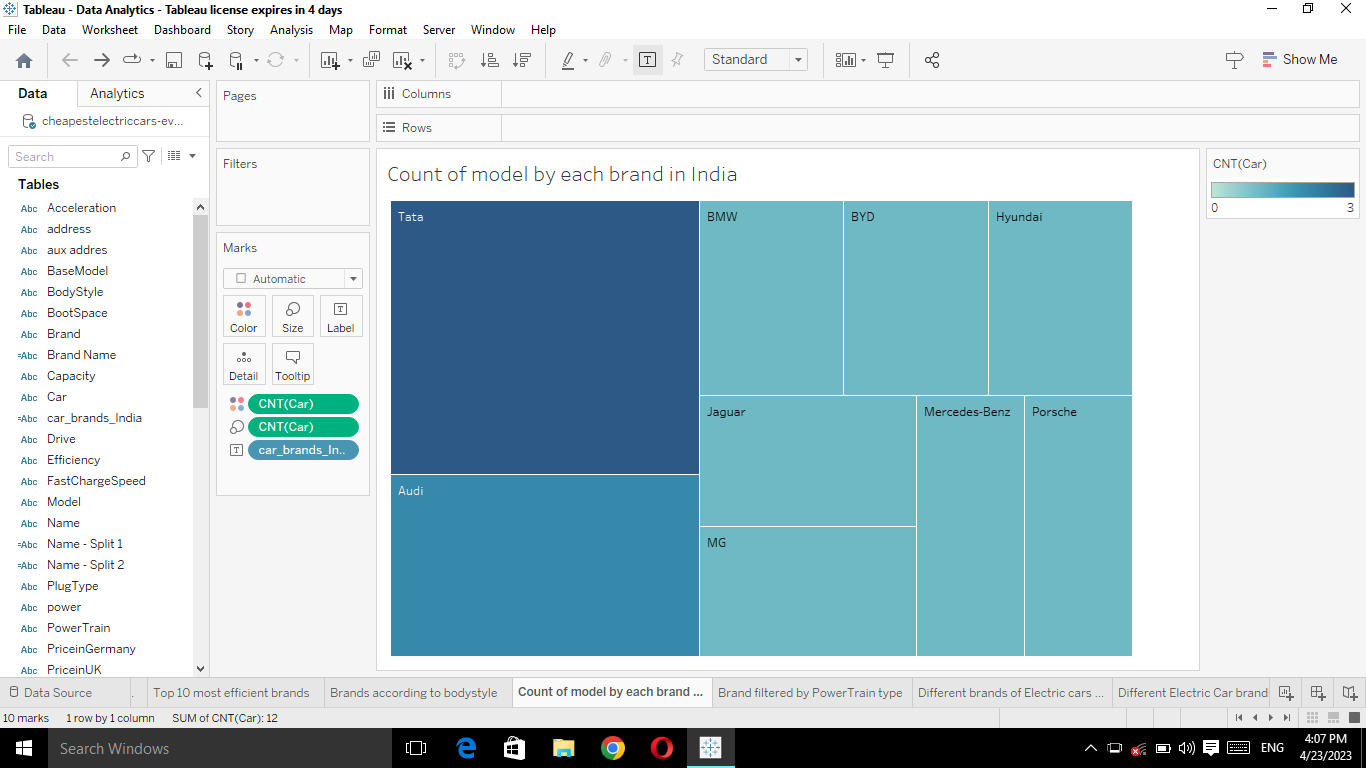 Tableau - Data Analytics - Tableau license expires in 4 days
File Data Worksheet Dashboard Story Analysis Map Format Server Window Help
Standard
Show Me
Data Analytics
cheapestelectriccars-ev...
Search
Tables
Abc Acceleration
Abc address
Abc aux addres
Abc BaseModel
Abc BodyStyle
Abc BootSpace
Abc Brand
=Abc Brand Name
Abc Capacity
Abc Car
=Abc car_brands_India
Abc Drive
Abc Efficiency
Abc FastChargeSpeed
Abc Model
Abc Name
=Abc Name - Split 1
=Abc Name - Split 2
Abc PlugType
Abc power
Abc PowerTrain
Abc PriceinGermany
Abc PriceinUK
Pages
Filters
Marks
Automatic
Color Size Label
Detail Tooltip
CNT(Car)
CNT(Car)
car_brands_In..
Columns
Rows
Count of model by each brand in India
Tata
BMW
BYD
Hyundai
Jaguar
Mercedes-Benz
Porsche
Audi
MG
CNT(Car)
0 3
Data Source
Top 10 most efficient brands
Brands according to bodystyle
Count of model by each brand ...
Brand filtered by PowerTrain type
Different brands of Electric cars ...
Different Electric Car brand
10 marks 1 row by 1 column SUM of CNT(Car): 12
Search Windows
ENG
4:07 PM
4/23/2023